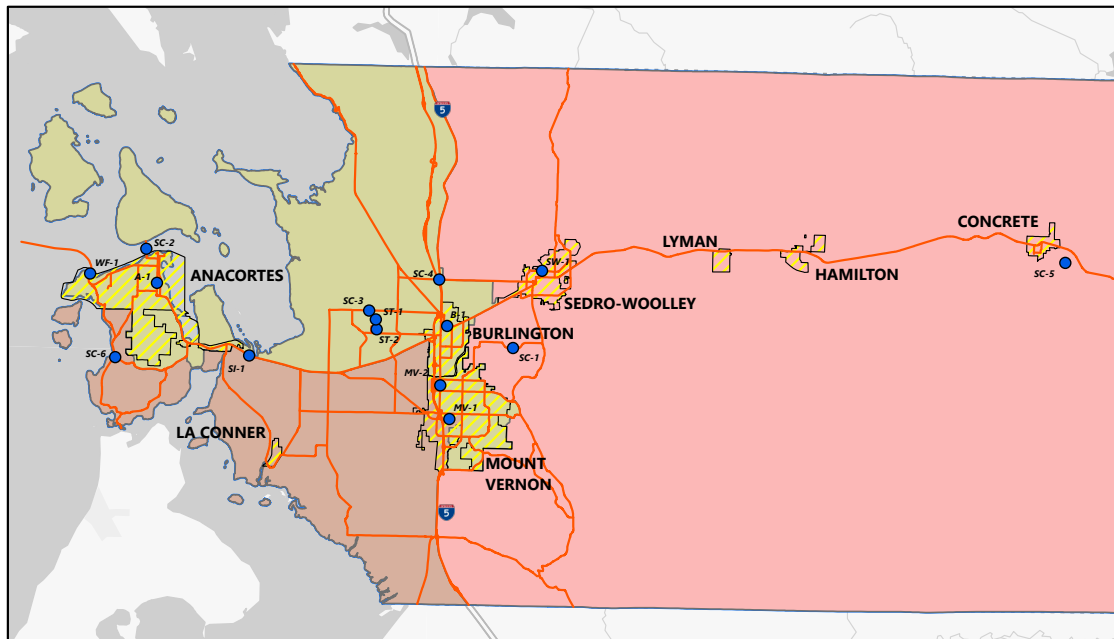 5
CONCRETE
LYMAN
SC-2
WF-1
ANACORTES
A-1
SC-4
SW-1
HAMILTON
SC-5
SEDRO-WOOLLEY
SC-3
ST-1
B-1
BURLINGTON
ST-2
SC-6
SI-1
SC-1
MV-2
MV-1
LA CONNER
MOUNT
VERNON
5